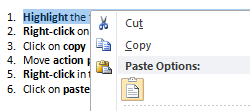 1. Highlight the
2. Right-click on
3. Click on copy
4. Move action p
5. Right-click in t
6. Click on paste
Cut
Copy
Paste Options: